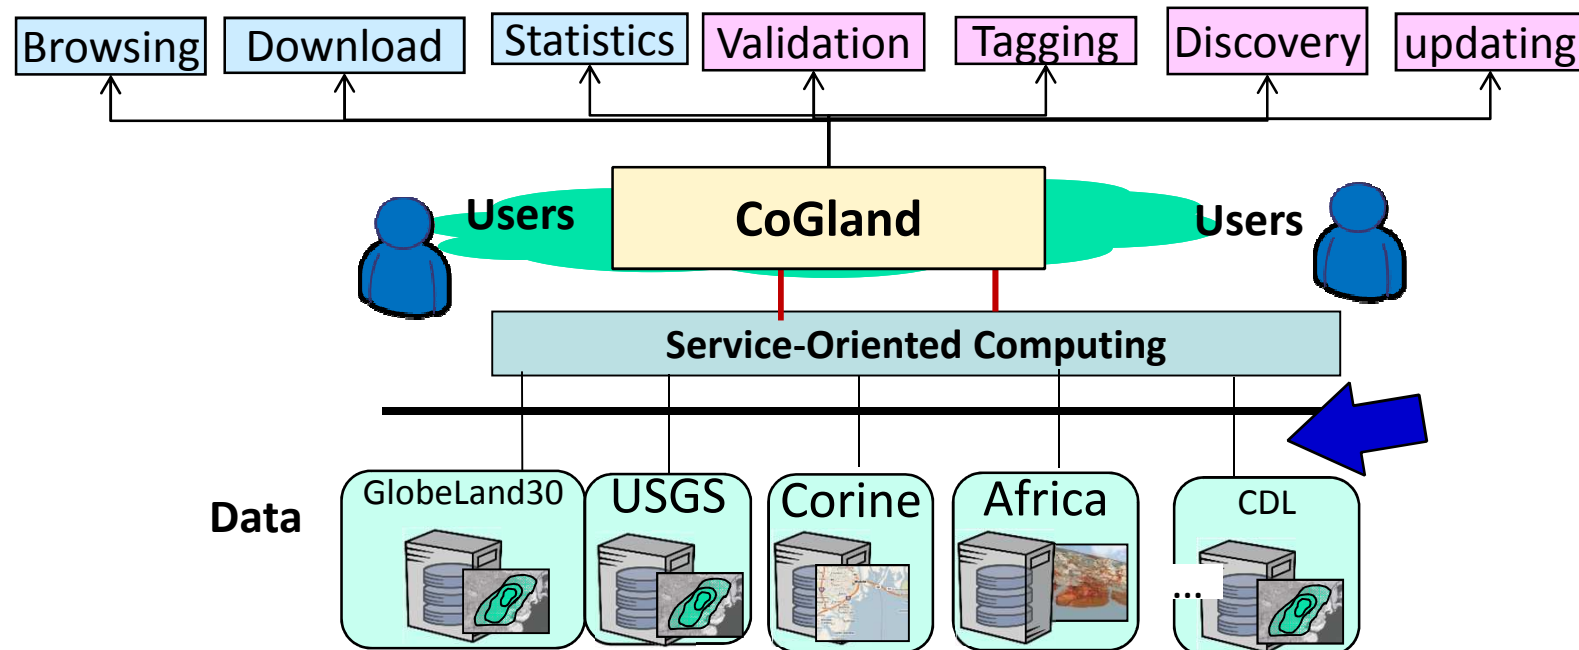 Browsing
Download
Statistics
Validation
Tagging
Discovery
updating
Users
CoGland
Users
Service-Oriented Computing
Data
GlobeLand30
USGS
Corine
Africa
CDL
...